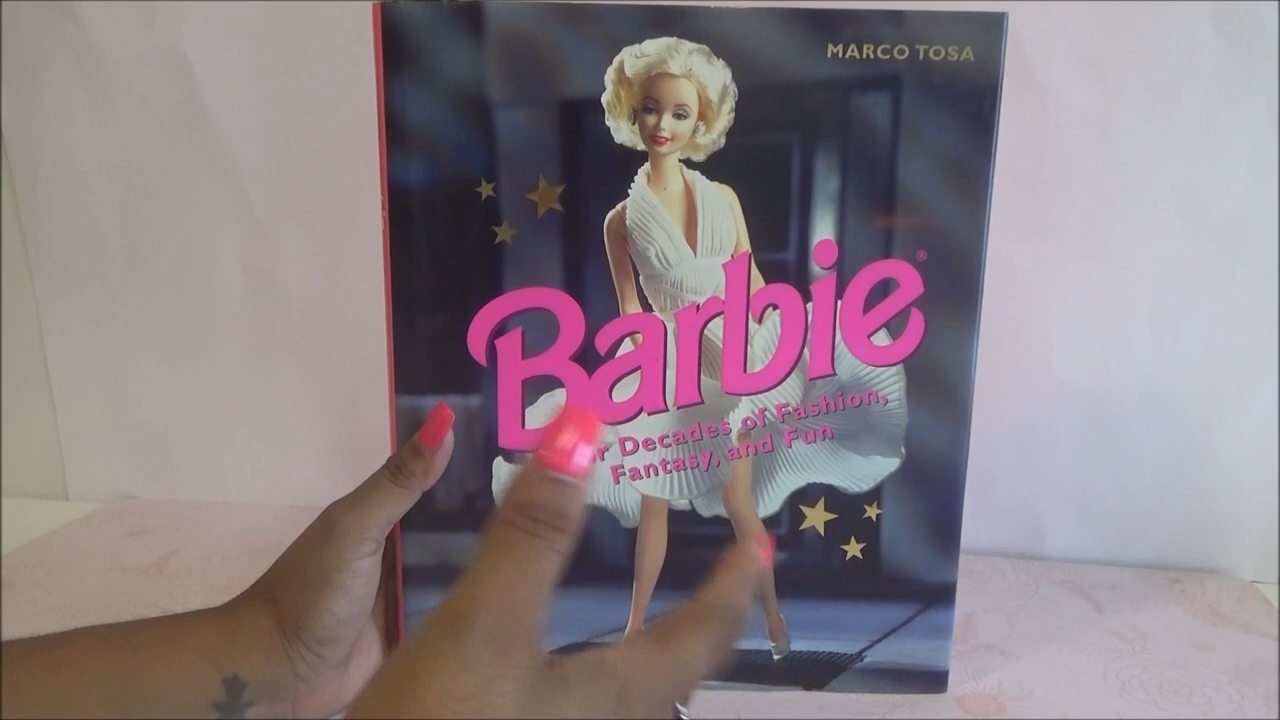 MARCO TOSA
Barbie®
Decades of Fashion,
Fantasy, and Fun